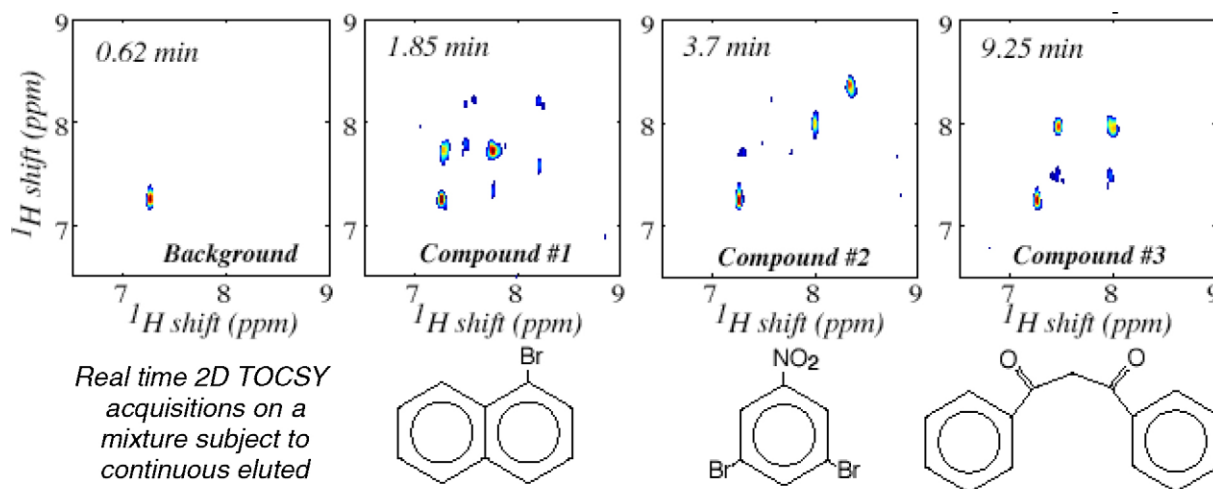 9
8
7
¹H shift (ppm)
0.62 min
Background
7 8 9
¹H shift (ppm)
9
8
7
¹H shift (ppm)
1.85 min
Compound #1
7 8 9
¹H shift (ppm)
9
8
7
3.7 min
Compound #2
7 8 9
¹H shift (ppm)
9
8
7
9.25 min
Compound #3
7 8 9
¹H shift (ppm)
Real time 2D TOCSY
acquisitions on a
mixture subject to
continuous eluted
Br
NO₂
Br Br
O O